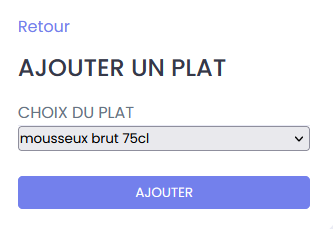 Retour
AJOUTER UN PLAT
CHOIX DU PLAT
mousseux brut 75cl
AJOUTER